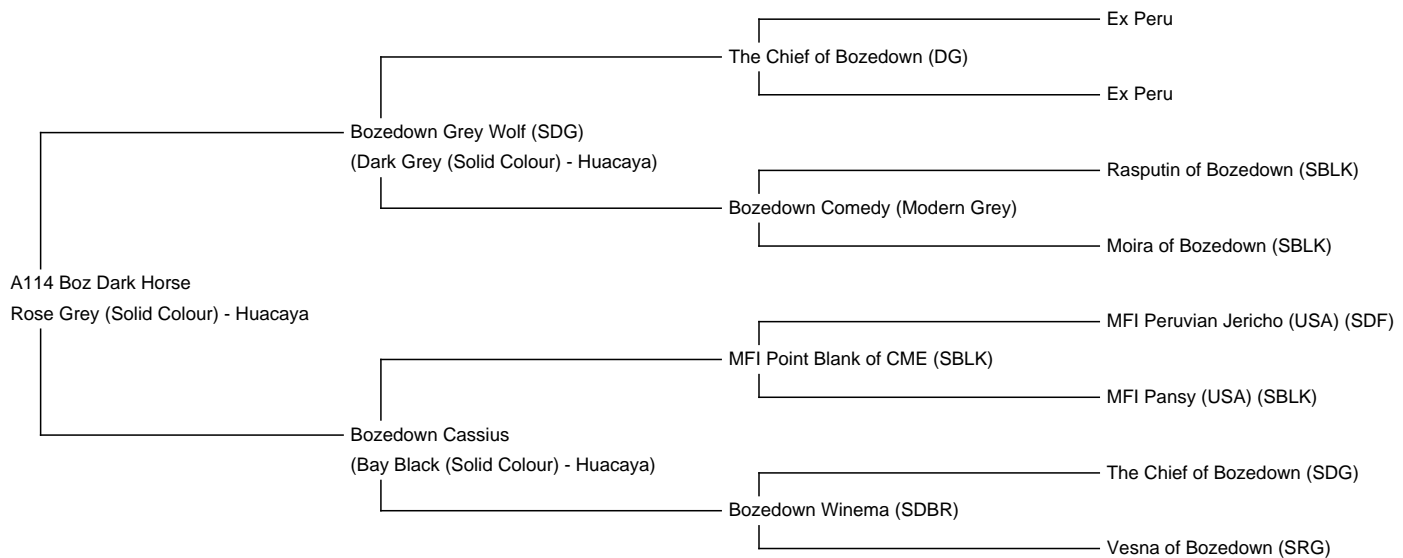 Ex Peru
The Chief of Bozedown (DG)
Ex Peru
Bozedown Grey Wolf (SDG)
(Dark Grey (Solid Colour) - Huacaya)
Rasputin of Bozedown (SBLK)
Bozedown Comedy (Modern Grey)
Moira of Bozedown (SBLK)
A114 Boz Dark Horse
Rose Grey (Solid Colour) - Huacaya
MFI Peruvian Jericho (USA) (SDF)
MFI Point Blank of CME (SBLK)
MFI Pansy (USA) (SBLK)
Bozedown Cassius
(Bay Black (Solid Colour) - Huacaya)
The Chief of Bozedown (SDG)
Bozedown Winema (SDBR)
Vesna of Bozedown (SRG)